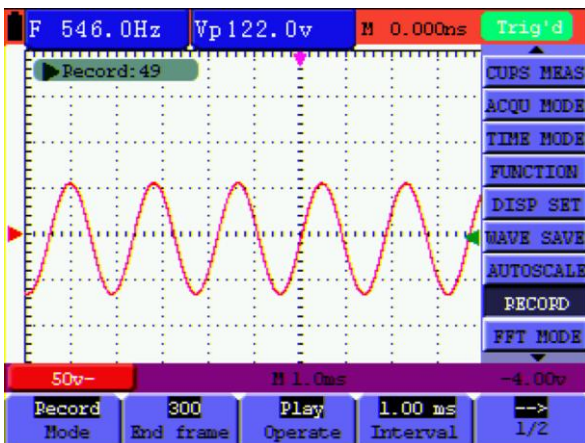 F 546.0Hz Vp122.0v M 0.000ns Trig'd
Record:49
CURS MEAS
ACQU MODE
TIME MODE
FUNCTION
DISP SET
WAVE SAVE
AUTOSCALE
RECORD
FFT MODE
50v- M 1.0ms -4.00v
Record 300 Play 1.00 ms -->
Mode End frame Operate Interval 1/2